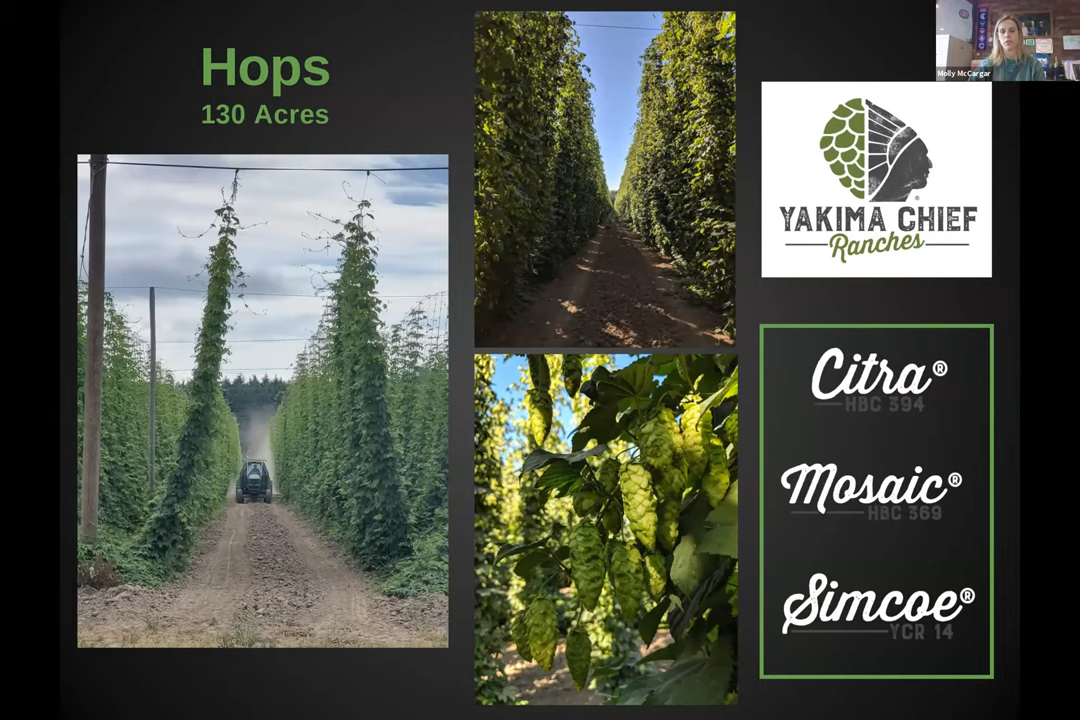 Hops
130 Acres
Molly McCargar
YAKIMA CHIEF
Ranches
®
Citra®
HBC 394
Mosaic®
HBC 369
Simcoe®
YCR 14